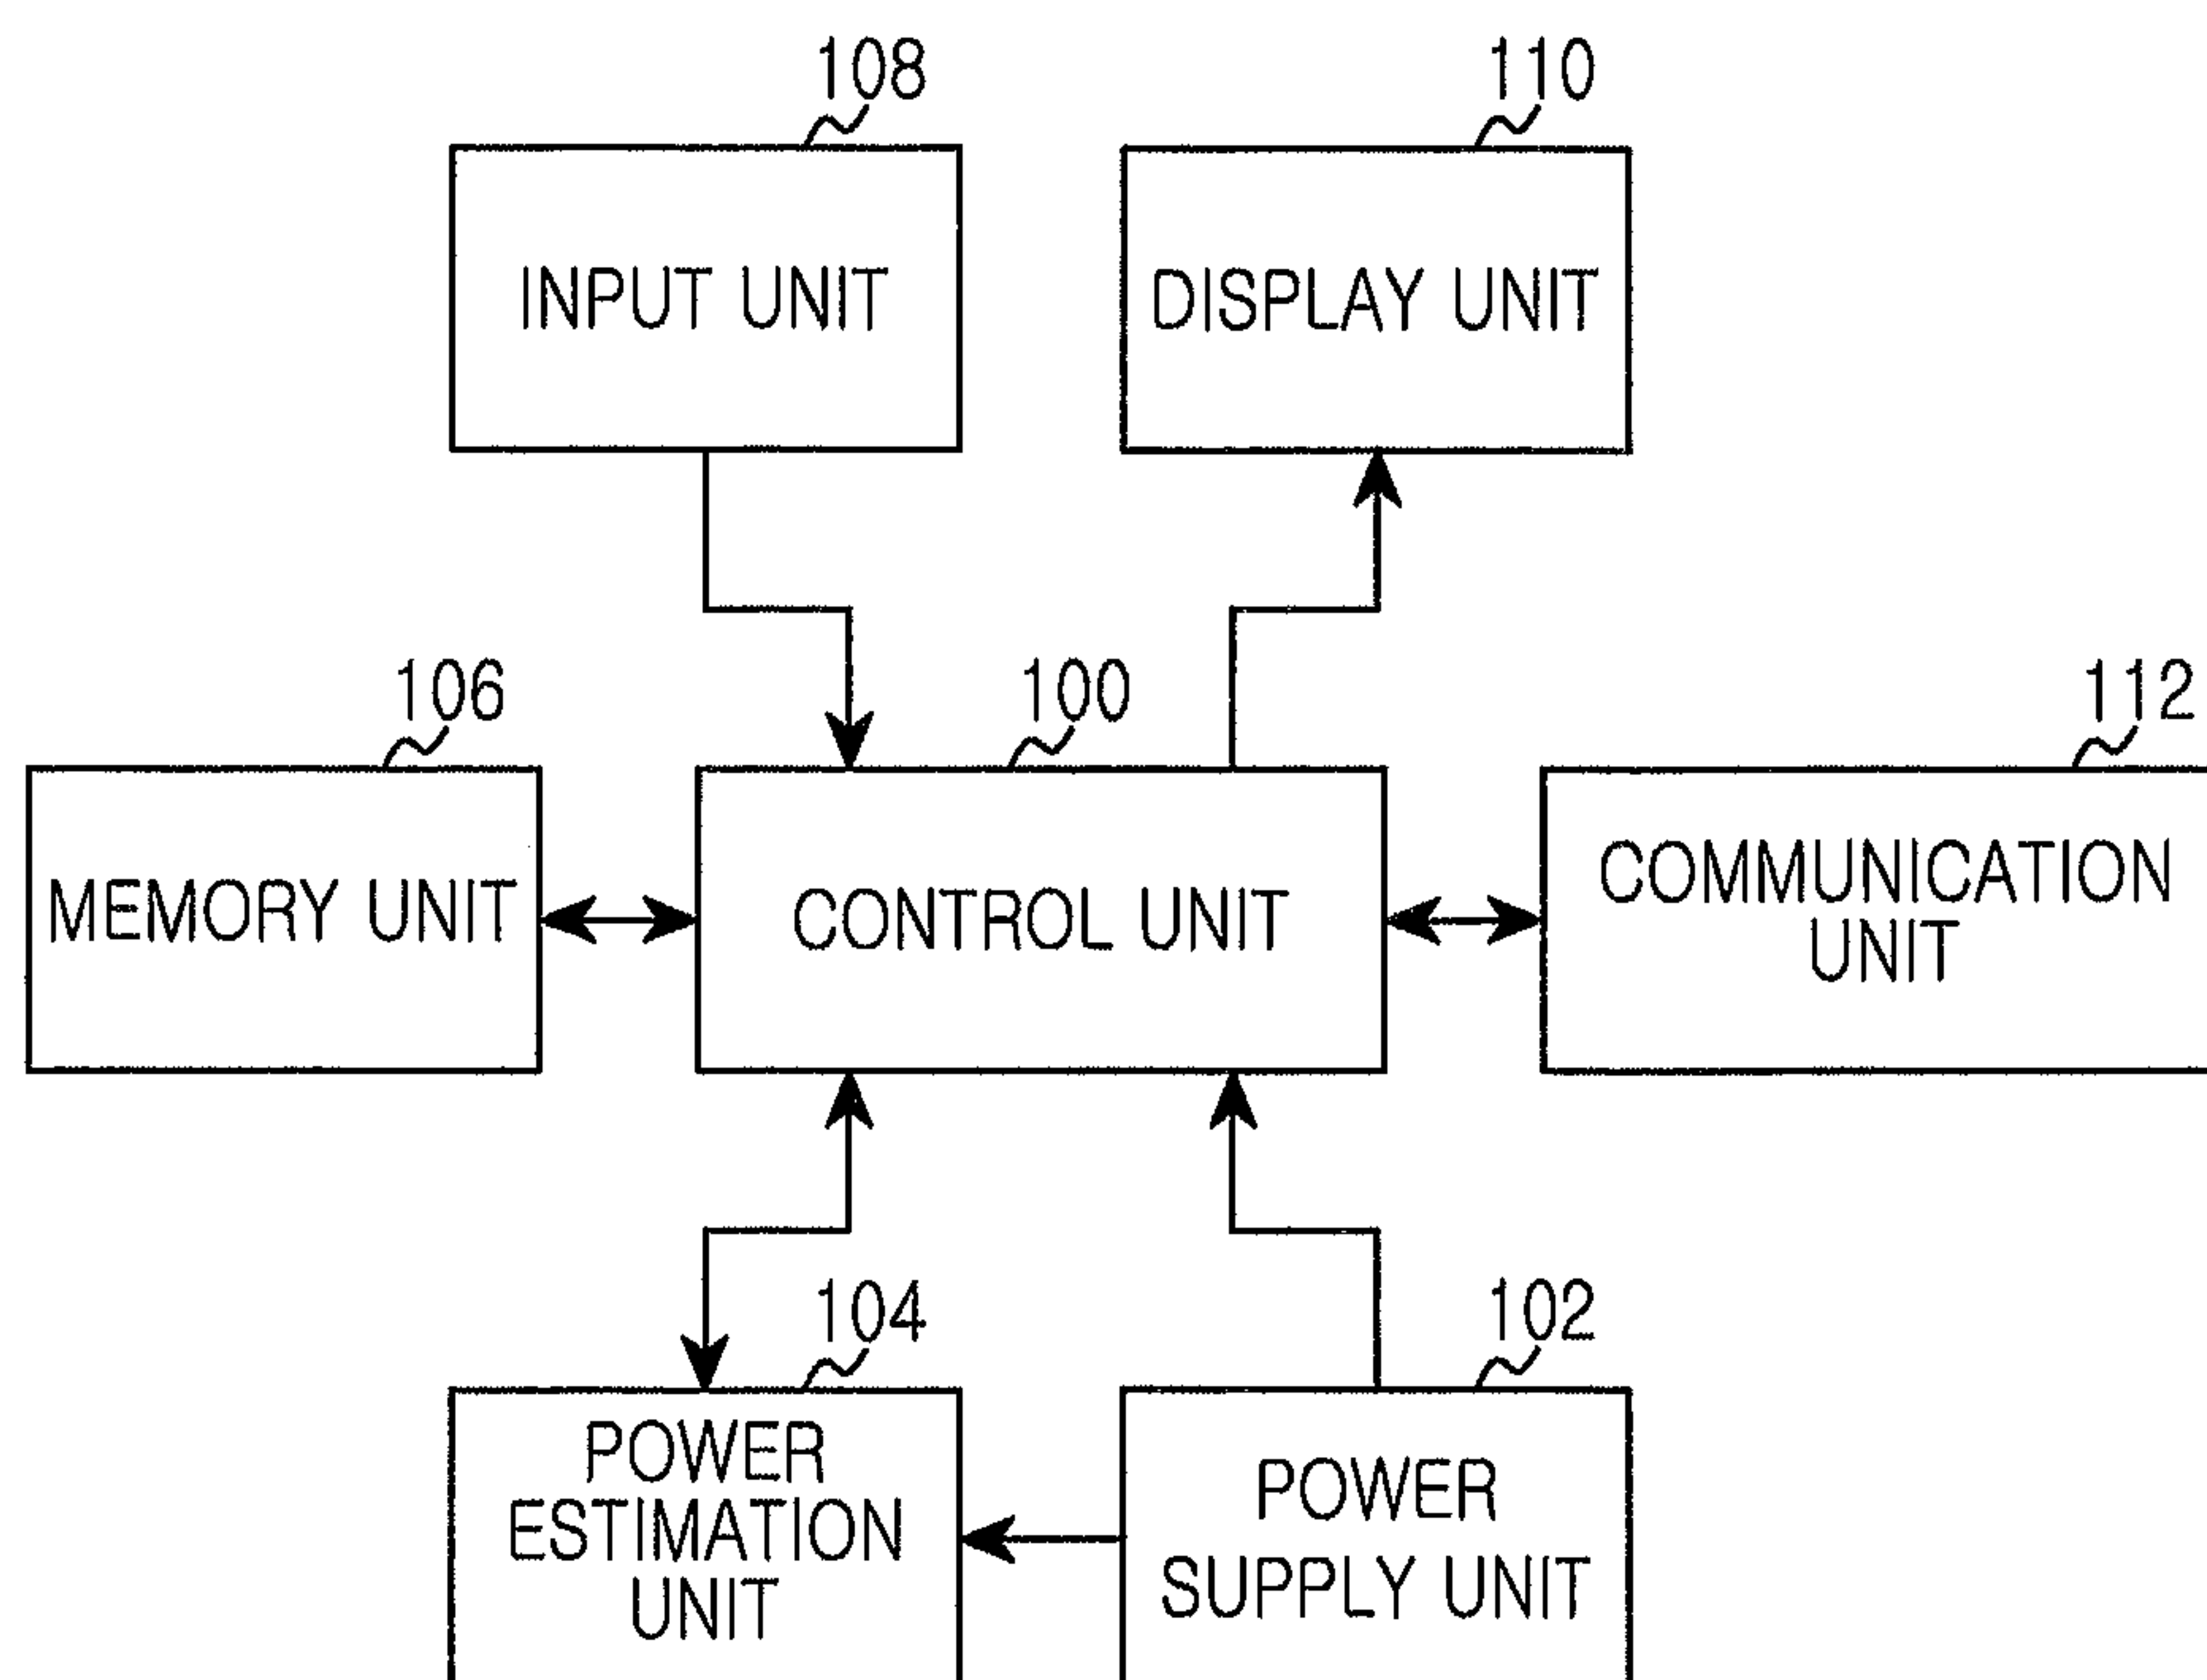 108
110
INPUT UNIT
DISPLAY UNIT
106
100
112
MEMORY UNIT
CONTROL UNIT
COMMUNICATION
UNIT
104
102
POWER
ESTIMATION
UNIT
POWER
SUPPLY UNIT